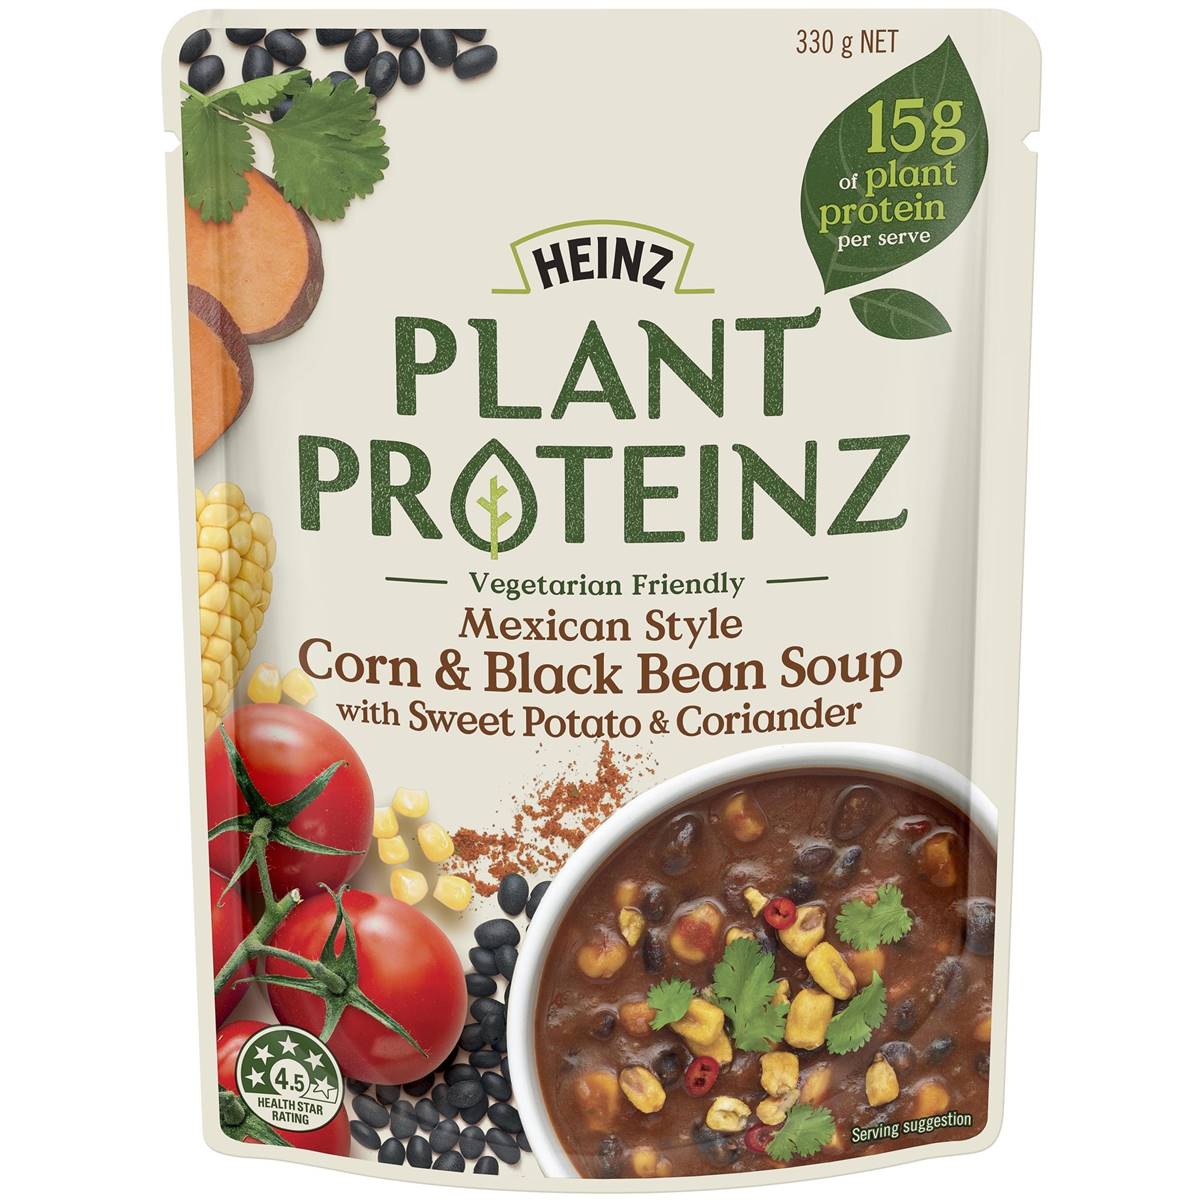 330 g NET
15g
of plant
protein
per serve
HEINZ
PLANT
PROTEINZ
Vegetarian Friendly
Mexican Style
Corn & Black Bean Soup
with Sweet Potato & Coriander
4.5
HEALTH STAR
RATING
Serving suggestion